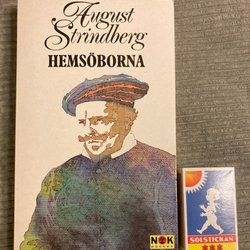 August
Strindberg
HEMSÖBORNA
NOK
SOLSTICKAN